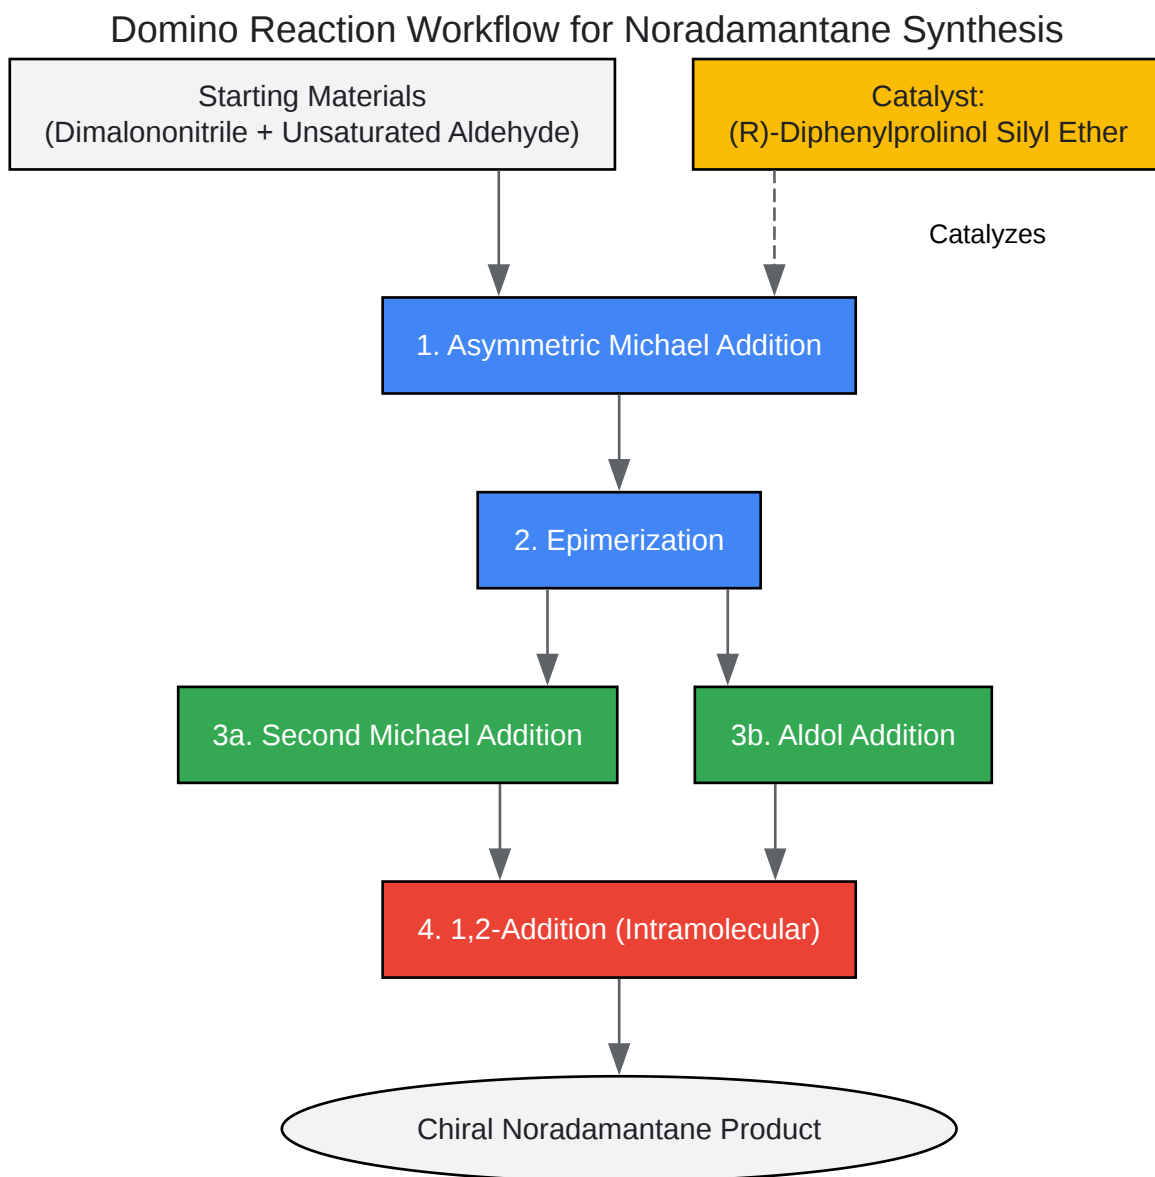 Domino Reaction Workflow for Noradamantane Synthesis
Starting Materials
(Dimalononitrile + Unsaturated Aldehyde)
Catalyst:
(R)-Diphenylprolinol Silyl Ether
Catalyzes
1. Asymmetric Michael Addition
2. Epimerization
3a. Second Michael Addition
3b. Aldol Addition
4. 1,2-Addition (Intramolecular)
Chiral Noradamantane Product